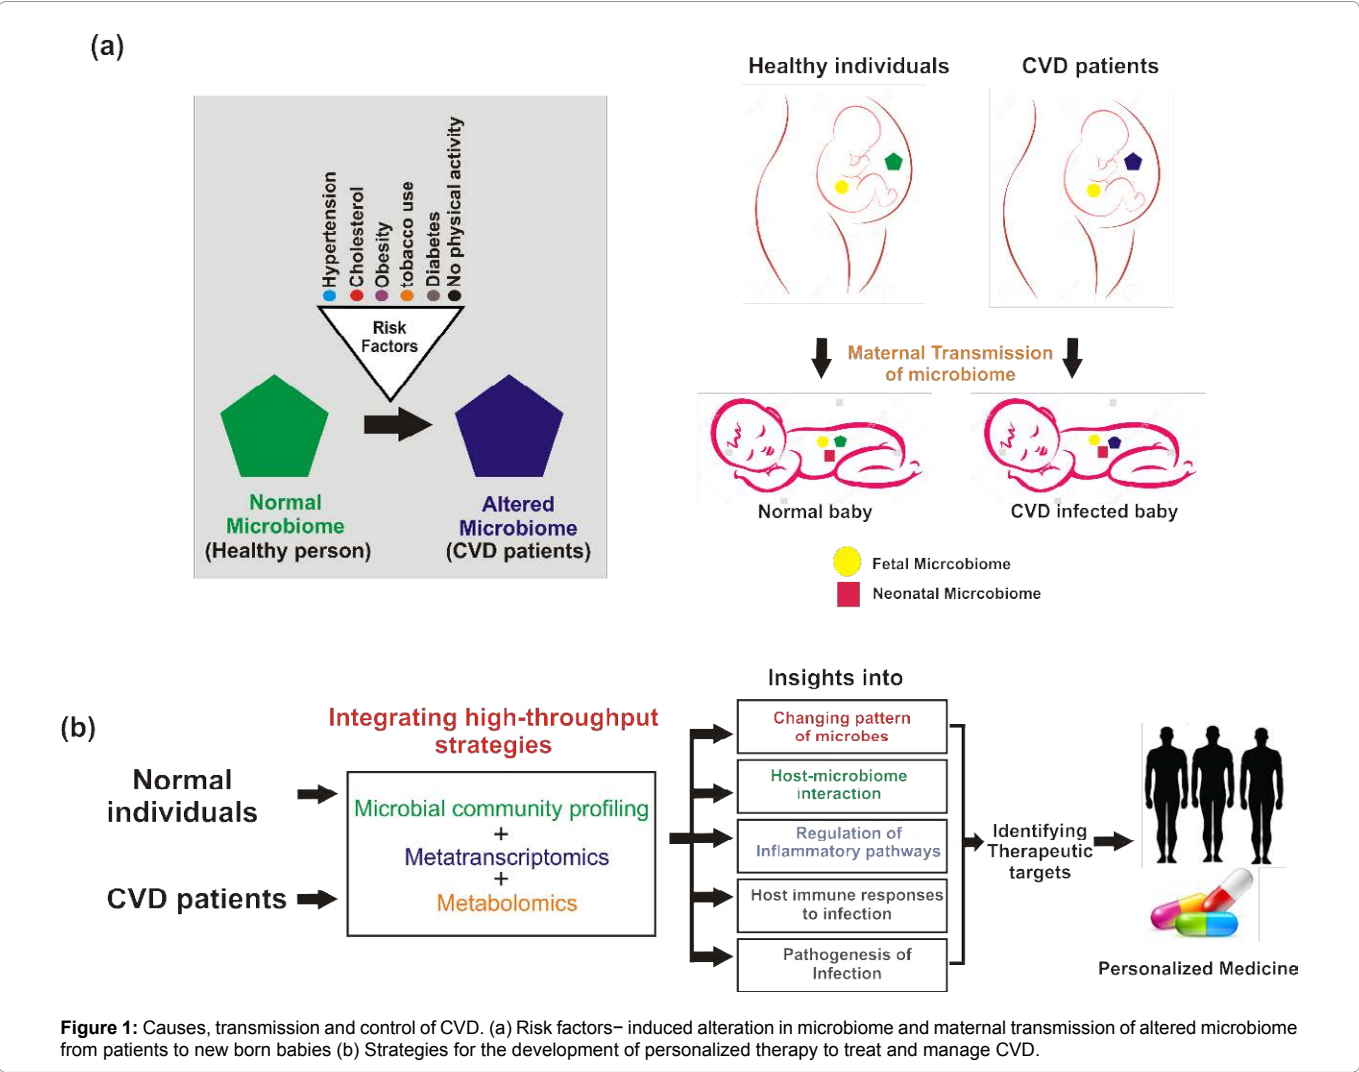 (a)
Hypertension
Cholesterol
Obesity
tobacco use
Diabetes
No physical activity
Risk
Factors
Normal
Microbiome
(Healthy person)
Altered
Microbiome
(CVD patients)
Healthy individuals
CVD patients
Maternal Transmission
of microbiome
Normal baby
CVD infected baby
Fetal Micrcobiome
Neonatal Micrcobiome
(b)
Normal
individuals
CVD patients
Integrating high-throughput
strategies
Microbial community profiling
+
Metatranscriptomics
+
Metabolomics
Insights into
Changing pattern
of microbes
Host-microbiome
interaction
Regulation of
Inflammatory pathways
Host immune responses
to infection
Pathogenesis of
Infection
Identifying
Therapeutic
targets
Personalized Medicine
Figure 1: Causes, transmission and control of CVD. (a) Risk factors− induced alteration in microbiome and maternal transmission of altered microbiome
from patients to new born babies (b) Strategies for the development of personalized therapy to treat and manage CVD.